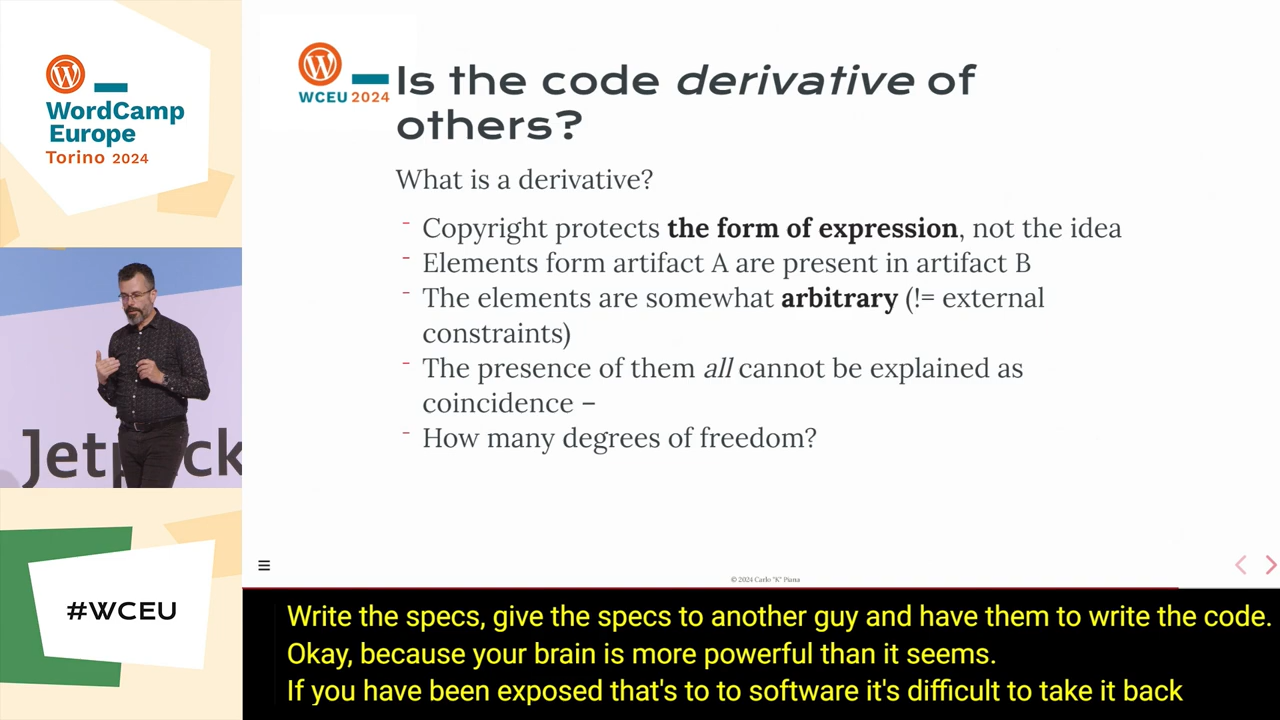 WordCamp
Europe
Torino 2024
WCEU 2024
Is the code derivative of
others?
What is a derivative?
- Copyright protects the form of expression, not the idea
- Elements form artifact A are present in artifact B
- The elements are somewhat arbitrary (!= external
constraints)
- The presence of them all cannot be explained as
coincidence –
- How many degrees of freedom?
© 2024 Carlo "K" Piana
Jetpack
#WCEU
Write the specs, give the specs to another guy and have them to write the code.
Okay, because your brain is more powerful than it seems.
If you have been exposed that's to to software it's difficult to take it back